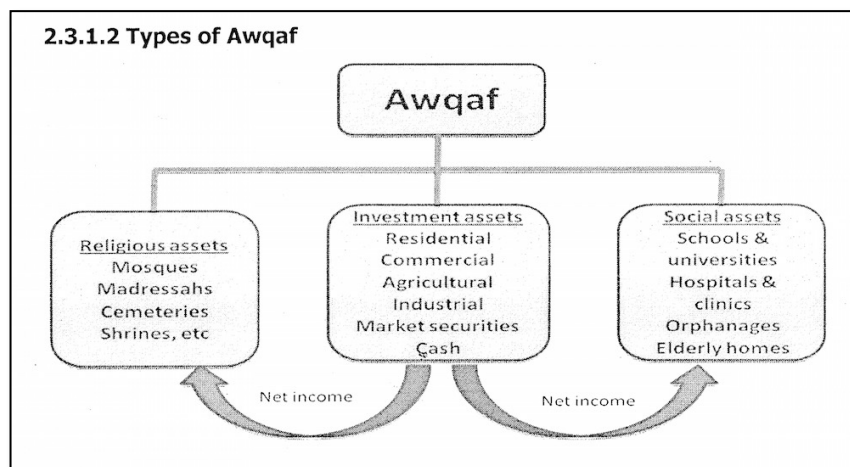 2.3.1.2 Types of Awqaf
Awqaf
Religious assets
Mosques
Madressahs
Cemeteries
Shrines, etc
Investment assets
Residential
Commercial
Agricultural
Industrial
Market securities
Çash
Social assets
Schools &
universities
Hospitals &
clinics
Orphanages
Elderly homes
Net income
Net income